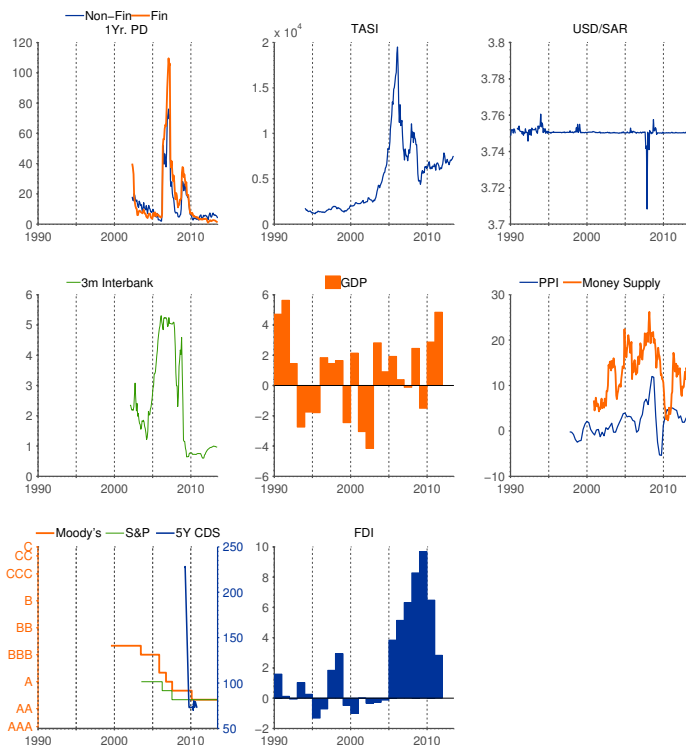 Non−Fin Fin
1Yr. PD
120
100
80
60
40
20
0
1990 2000 2010
TASI
x 10⁴
2
1.5
1
0.5
0
1990 2000 2010
USD/SAR
3.8
3.78
3.76
3.74
3.72
3.7
1990 2000 2010
3m Interbank
6
5
4
3
2
1
0
1990 2000 2010
GDP
6
4
2
0
−2
−4
−6
1990 2000 2010
PPI Money Supply
30
20
10
0
−10
1990 2000 2010
Moody's S&P 5Y CDS
C
CC
CCC
B
BB
BBB
A
AA
AAA
250
200
150
100
50
1990 2000 2010
FDI
10
8
6
4
2
0
−2
1990 2000 2010